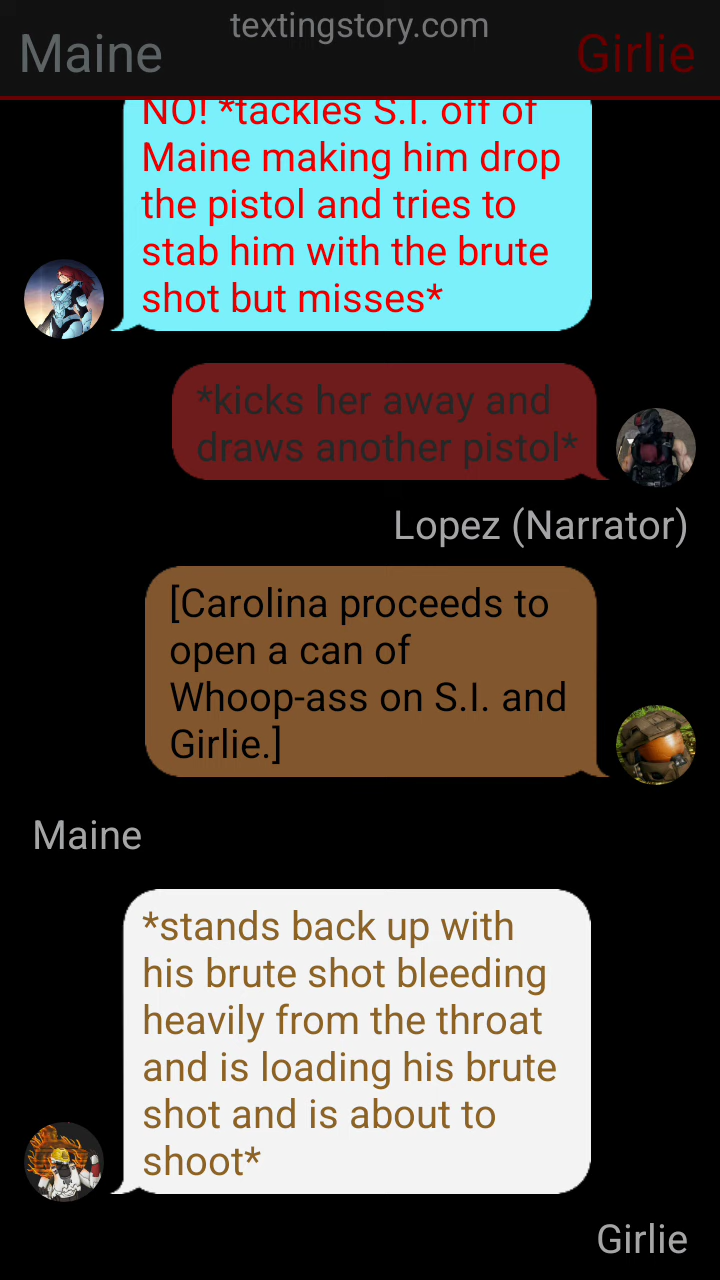 textingstory.com
Maine
Girlie
NO! *tackles S.I. off of
Maine making him drop
the pistol and tries to
stab him with the brute
shot but misses*
*kicks her away and
draws another pistol*
Lopez (Narrator)
[Carolina proceeds to
open a can of
Whoop-ass on S.I. and
Girlie.]
Maine
*stands back up with
his brute shot bleeding
heavily from the throat
and is loading his brute
shot and is about to
shoot*
Girlie